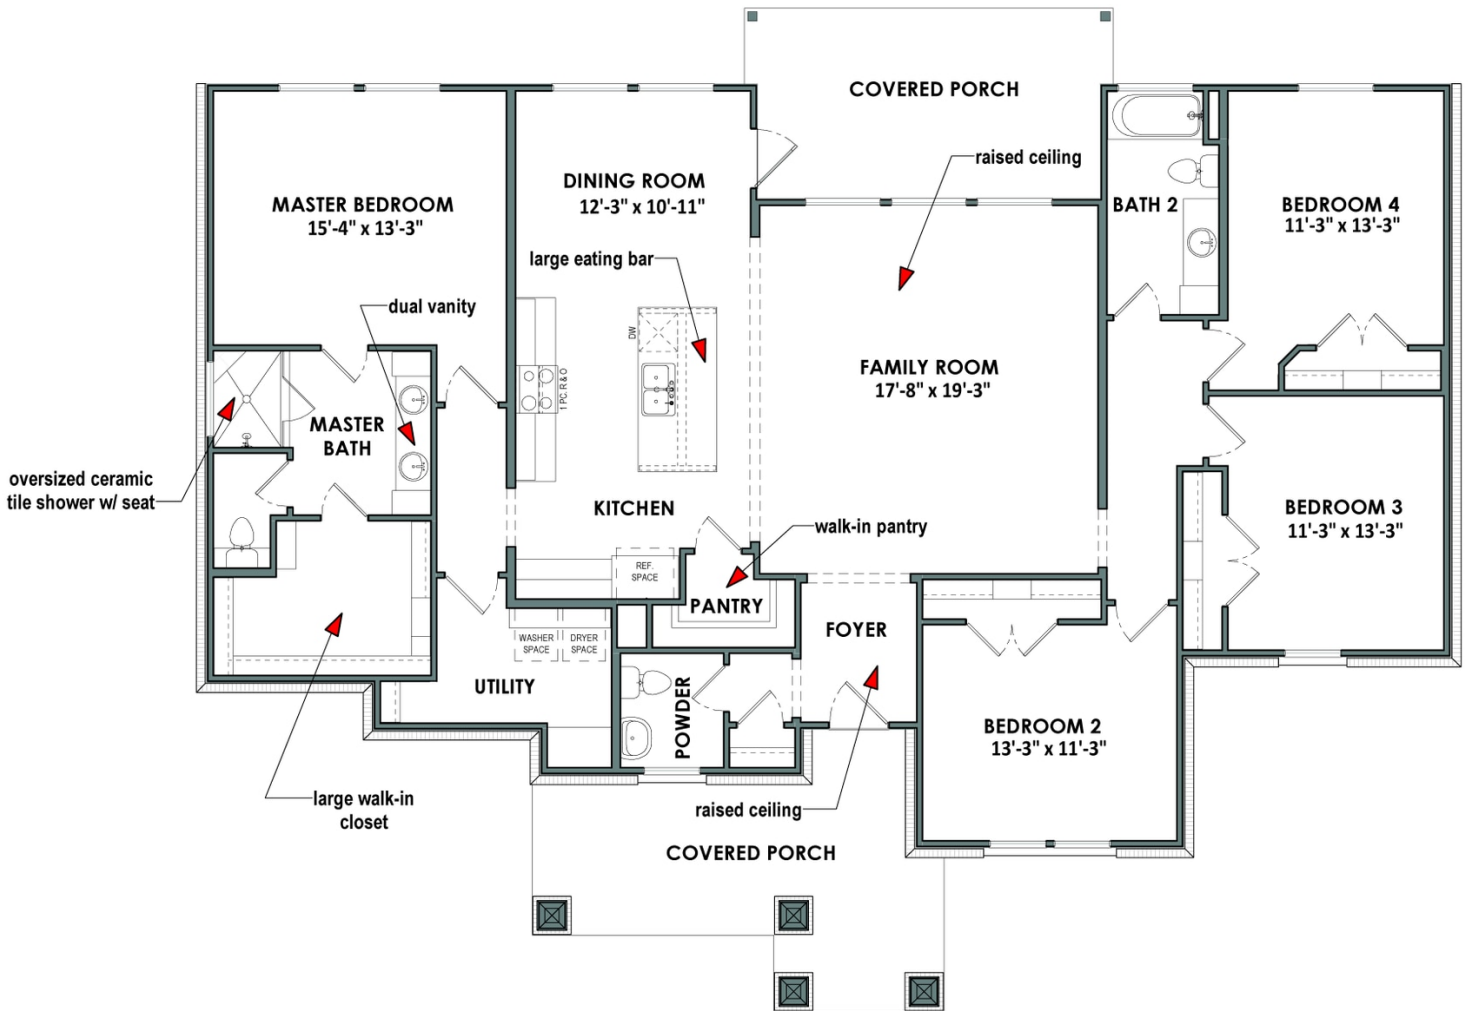 COVERED PORCH
raised ceiling
DINING ROOM
12'-3" x 10'-11"
MASTER BEDROOM
15'-4" x 13'-3"
BATH 2
BEDROOM 4
11'-3" x 13'-3"
large eating bar
dual vanity
DW
FAMILY ROOM
17'-8" x 19'-3"
1 PC. R & O
MASTER
BATH
oversized ceramic
tile shower w/ seat
KITCHEN
BEDROOM 3
11'-3" x 13'-3"
walk-in pantry
REF.
SPACE
PANTRY
FOYER
WASHER
SPACE
DRYER
SPACE
UTILITY
POWDER
BEDROOM 2
13'-3" x 11'-3"
large walk-in
closet
raised ceiling
COVERED PORCH